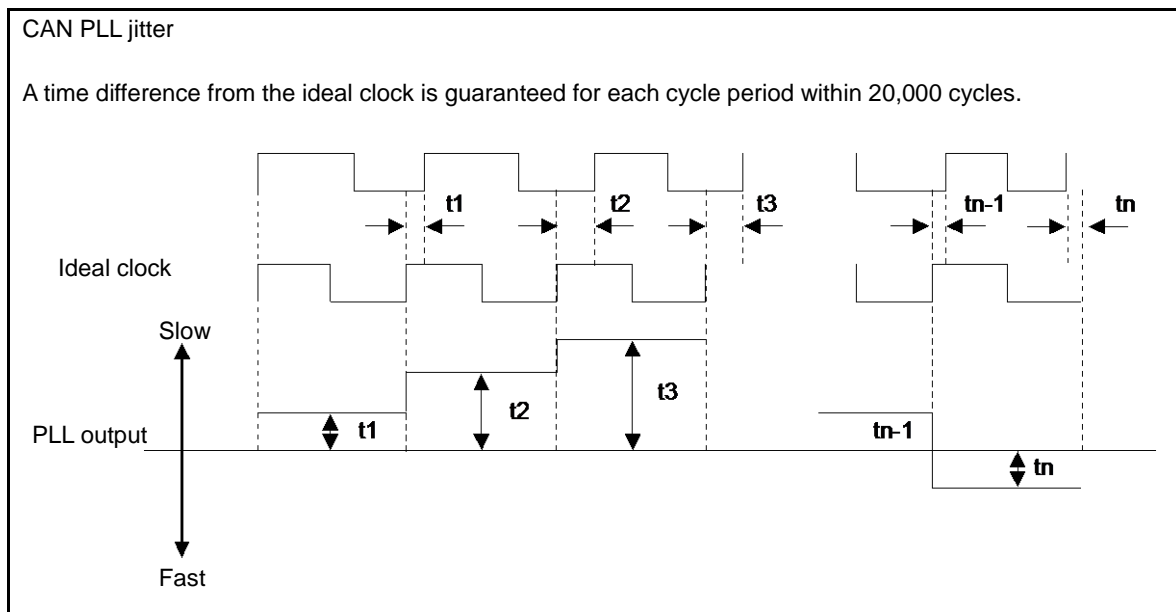 CAN PLL jitter
A time difference from the ideal clock is guaranteed for each cycle period within 20,000 cycles.
t1 t2 t3 tn-1 tn
Ideal clock
Slow
t1 t2 t3
PLL output
tn-1 tn
Fast